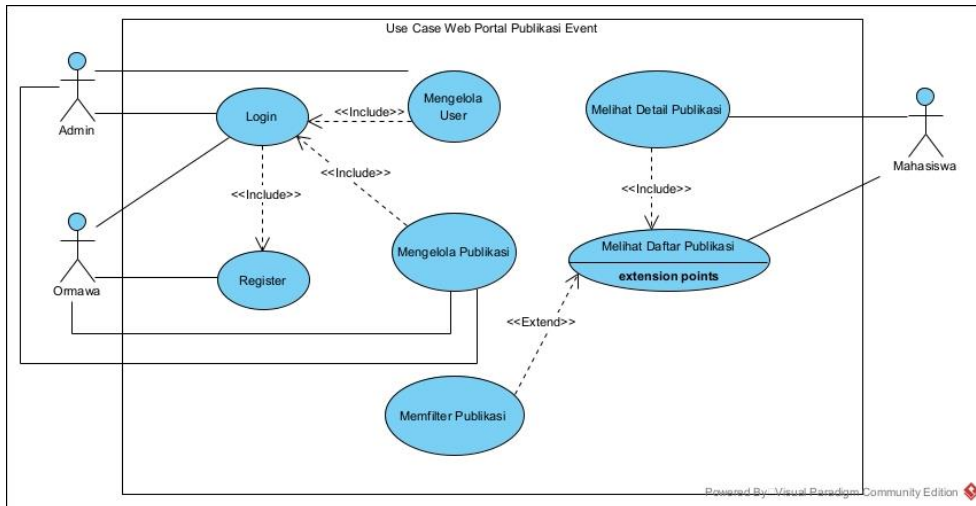 Use Case Web Portal Publikasi Event
Admin
Login
<<Include>>
Mengelola
User
Melihat Detail Publikasi
Mahasiswa
<<Include>>
<<Include>>
<<Include>>
Ormawa
Register
Mengelola Publikasi
Melihat Daftar Publikasi
extension points
<<Extend>>
Memfilter Publikasi
Powered By: Visual Paradigm Community Edition